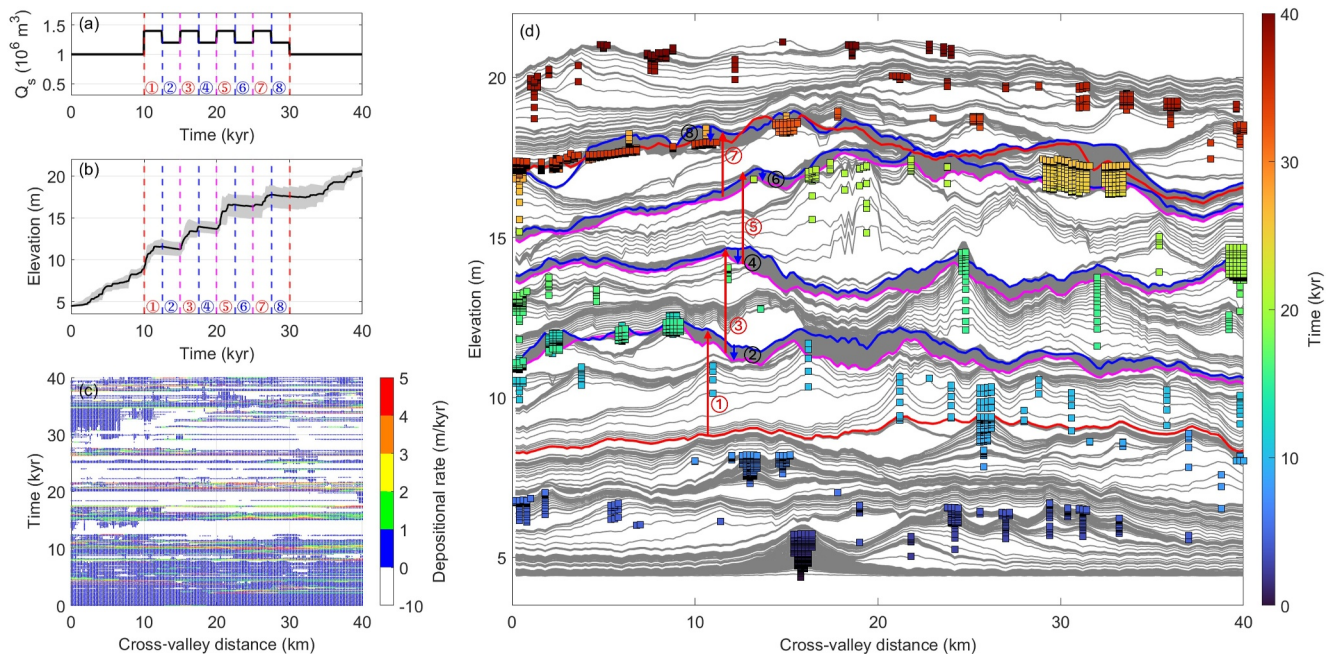 (a)
1.5
1
0.5
Q_s (10^6 m^3)
① ② ③ ④ ⑤ ⑥ ⑦ ⑧
0 10 20 30 40
Time (kyr)
(b)
20
15
10
5
Elevation (m)
① ② ③ ④ ⑤ ⑥ ⑦ ⑧
0 10 20 30 40
Time (kyr)
(c)
40
30
20
10
0
Time (kyr)
0 10 20 30 40
Cross-valley distance (km)
5
4
3
2
1
0
-10
Depositional rate (m/kyr)
(d)
20
15
10
5
Elevation (m)
⑧
⑦
⑥
⑤
④
③
②
①
0 10 20 30 40
Cross-valley distance (km)
40
30
20
10
0
Time (kyr)